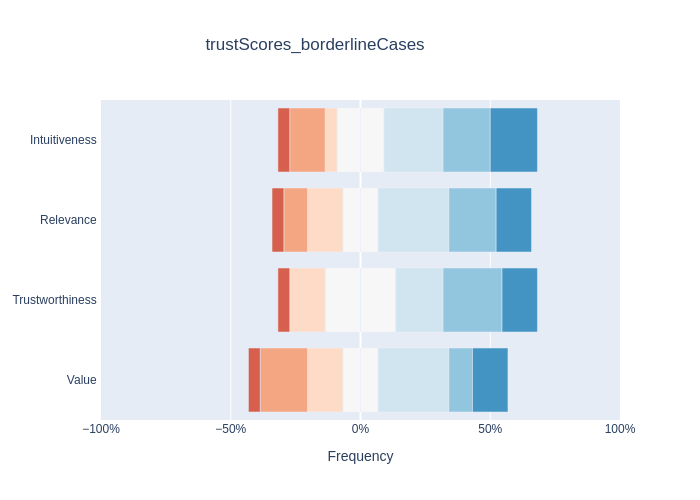 trustScores_borderlineCases
Intuitiveness
Relevance
Trustworthiness
Value
−100%
−50%
0%
50%
100%
Frequency